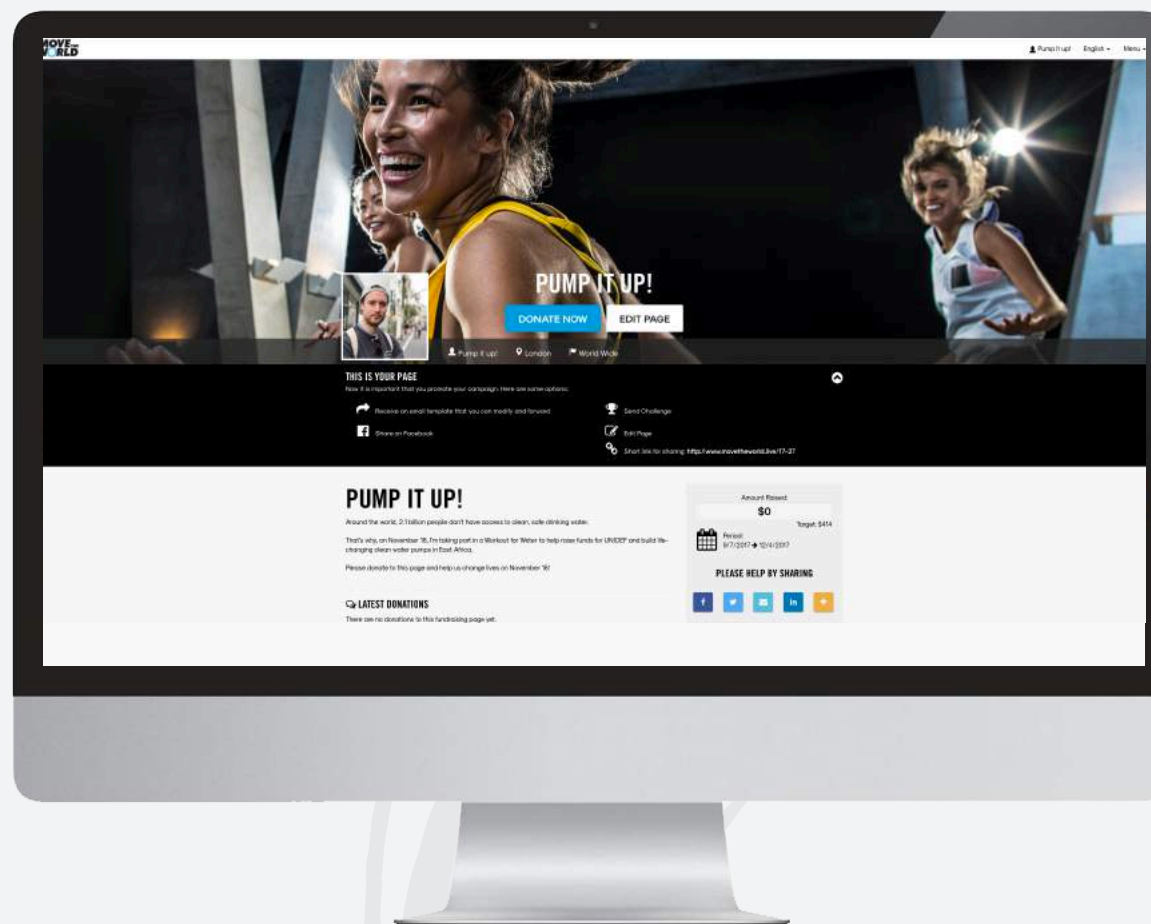 MOVE THE
WORLD
Pump It up! English Menu
PUMP IT UP!
DONATE NOW EDIT PAGE
Pump it up! London World Wide
THIS IS YOUR PAGE
Now it is important that you promote your campaign. Here are some options:
Receive an email template that you can modify and forward
Send Challenge
Share on Facebook
Edit Page
Short link for sharing: http://www.movetheworld.live/17-27
PUMP IT UP!
Around the world, 2.1 billion people don't have access to clean, safe drinking water.
That's why, on November 18, I'm taking part in a Workout for Water to help raise funds for UNICEF and build life-
changing clean water pumps in East Africa.
Please donate to this page and help us change lives on November 18!
LATEST DONATIONS
There are no donations to this fundraising page yet.
Amount Raised:
$0
Target: $414
Period:
9/7/2017 → 12/4/2017
PLEASE HELP BY SHARING
f
in
+